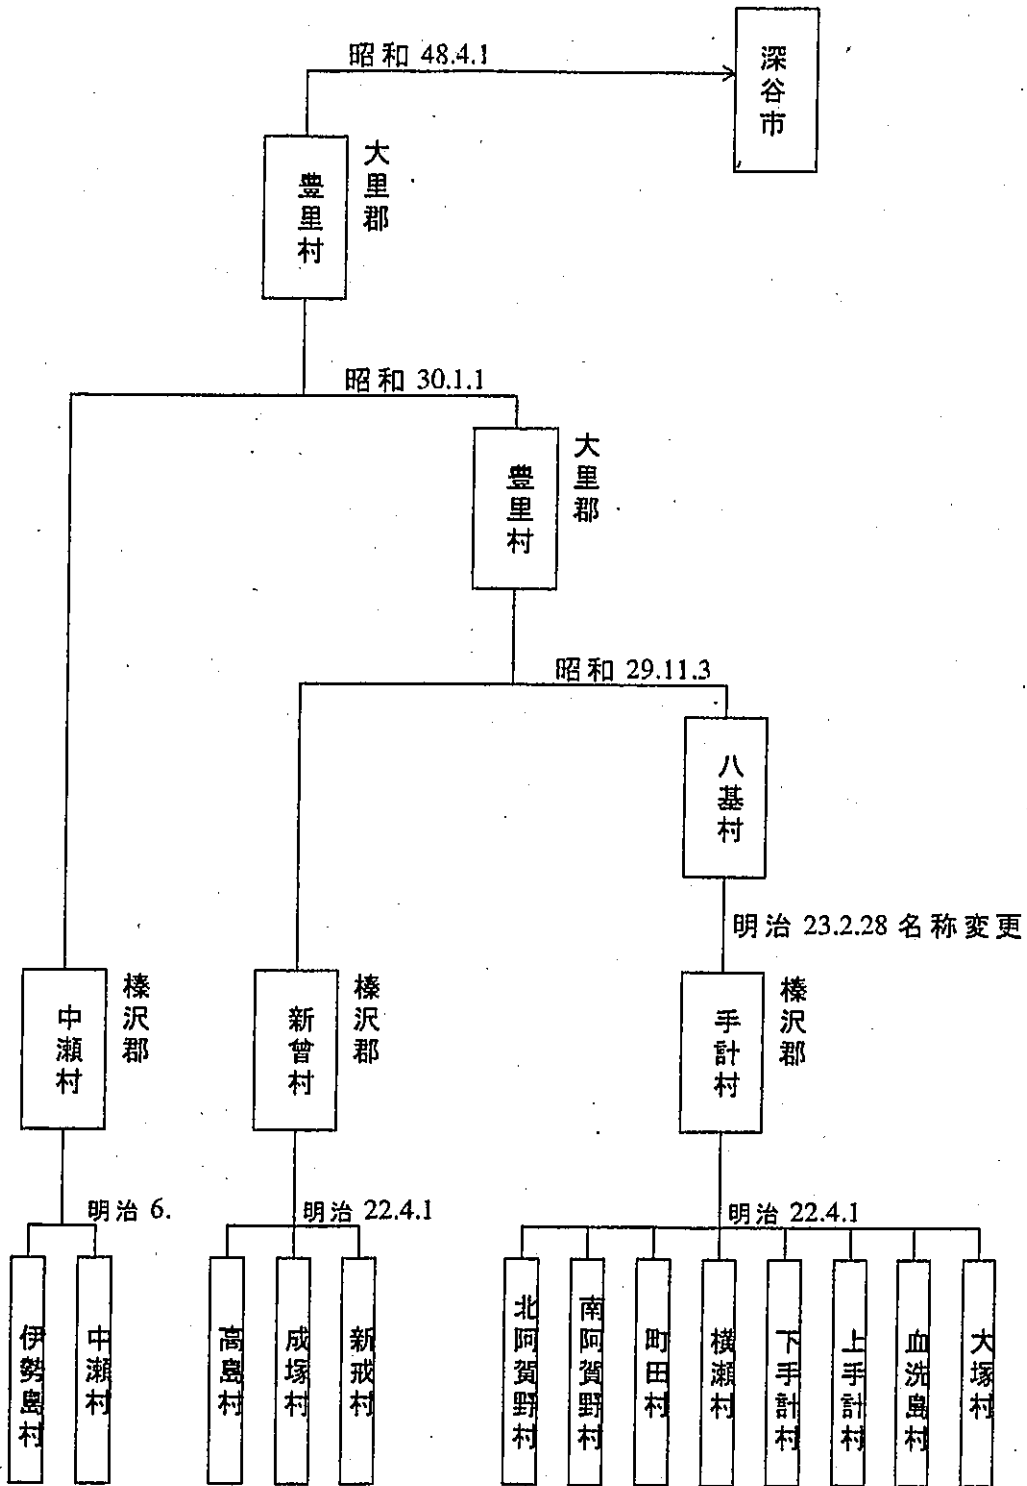 昭和 48.4.1
深谷市
豊里村
大里郡
昭和 30.1.1
豊里村
大里郡
昭和 29.11.3
八基村
明治 23.2.28 名称変更
中瀬村
榛沢郡
新曾村
榛沢郡
手計村
榛沢郡
明治 6.
明治 22.4.1
明治 22.4.1
伊勢島村
中瀬村
高島村
成塚村
新戒村
北阿賀野村
南阿賀野村
町田村
横瀬村
下手計村
上手計村
血洗島村
大塚村